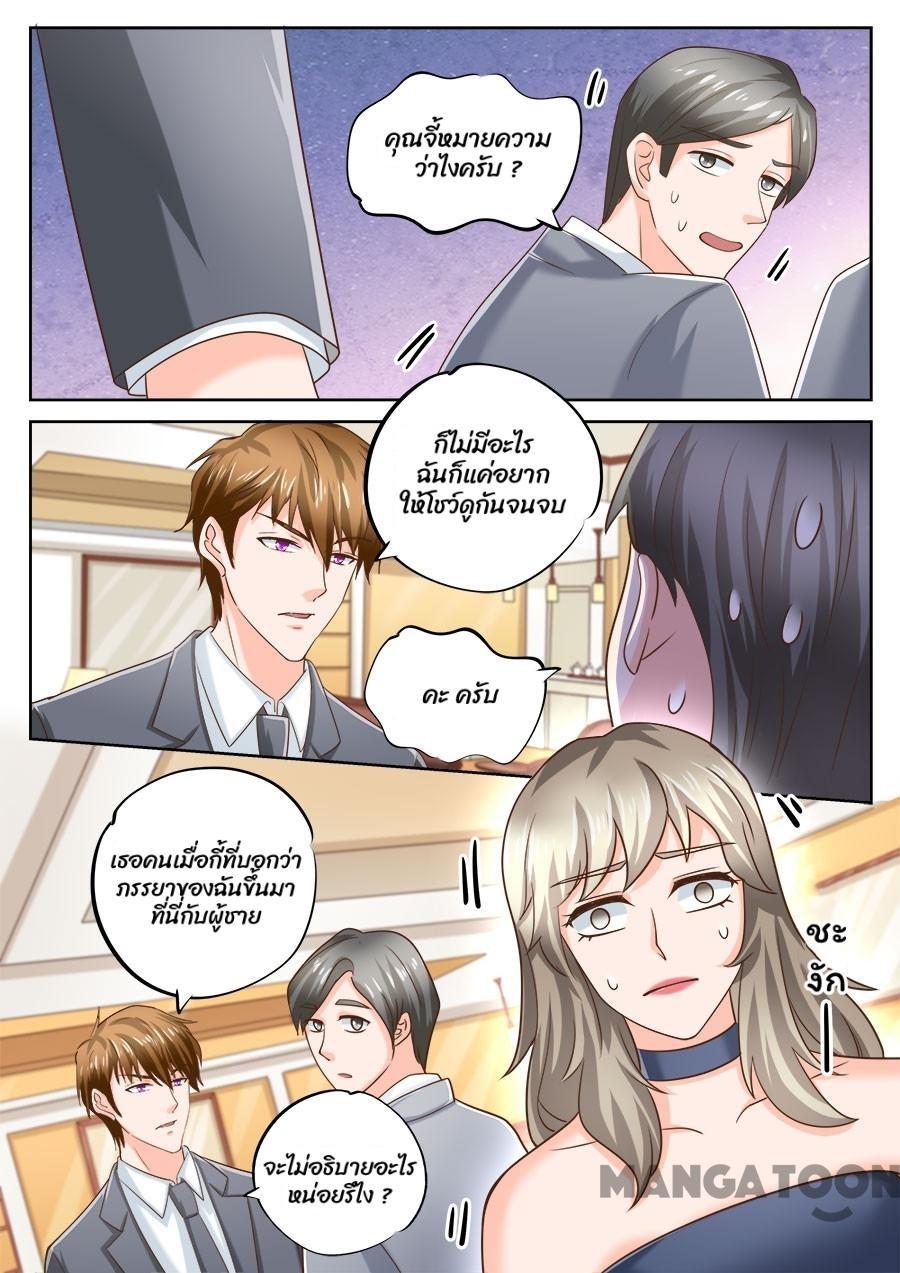 คุณจี้หมายความ
ว่าไงครับ ?
ก็ไม่มีอะไร
ฉันก็แค่อยาก
ให้โชว์ดูกันจนจบ
คะ ครับ
เธอคนเมื่อกี้ที่บอกว่า
ภรรยาของฉันขึ้นมา
ที่นี่กับผู้ชาย
ชะ
งัก
จะไม่อธิบายอะไร
หน่อยรึไง ?
MANGATOON